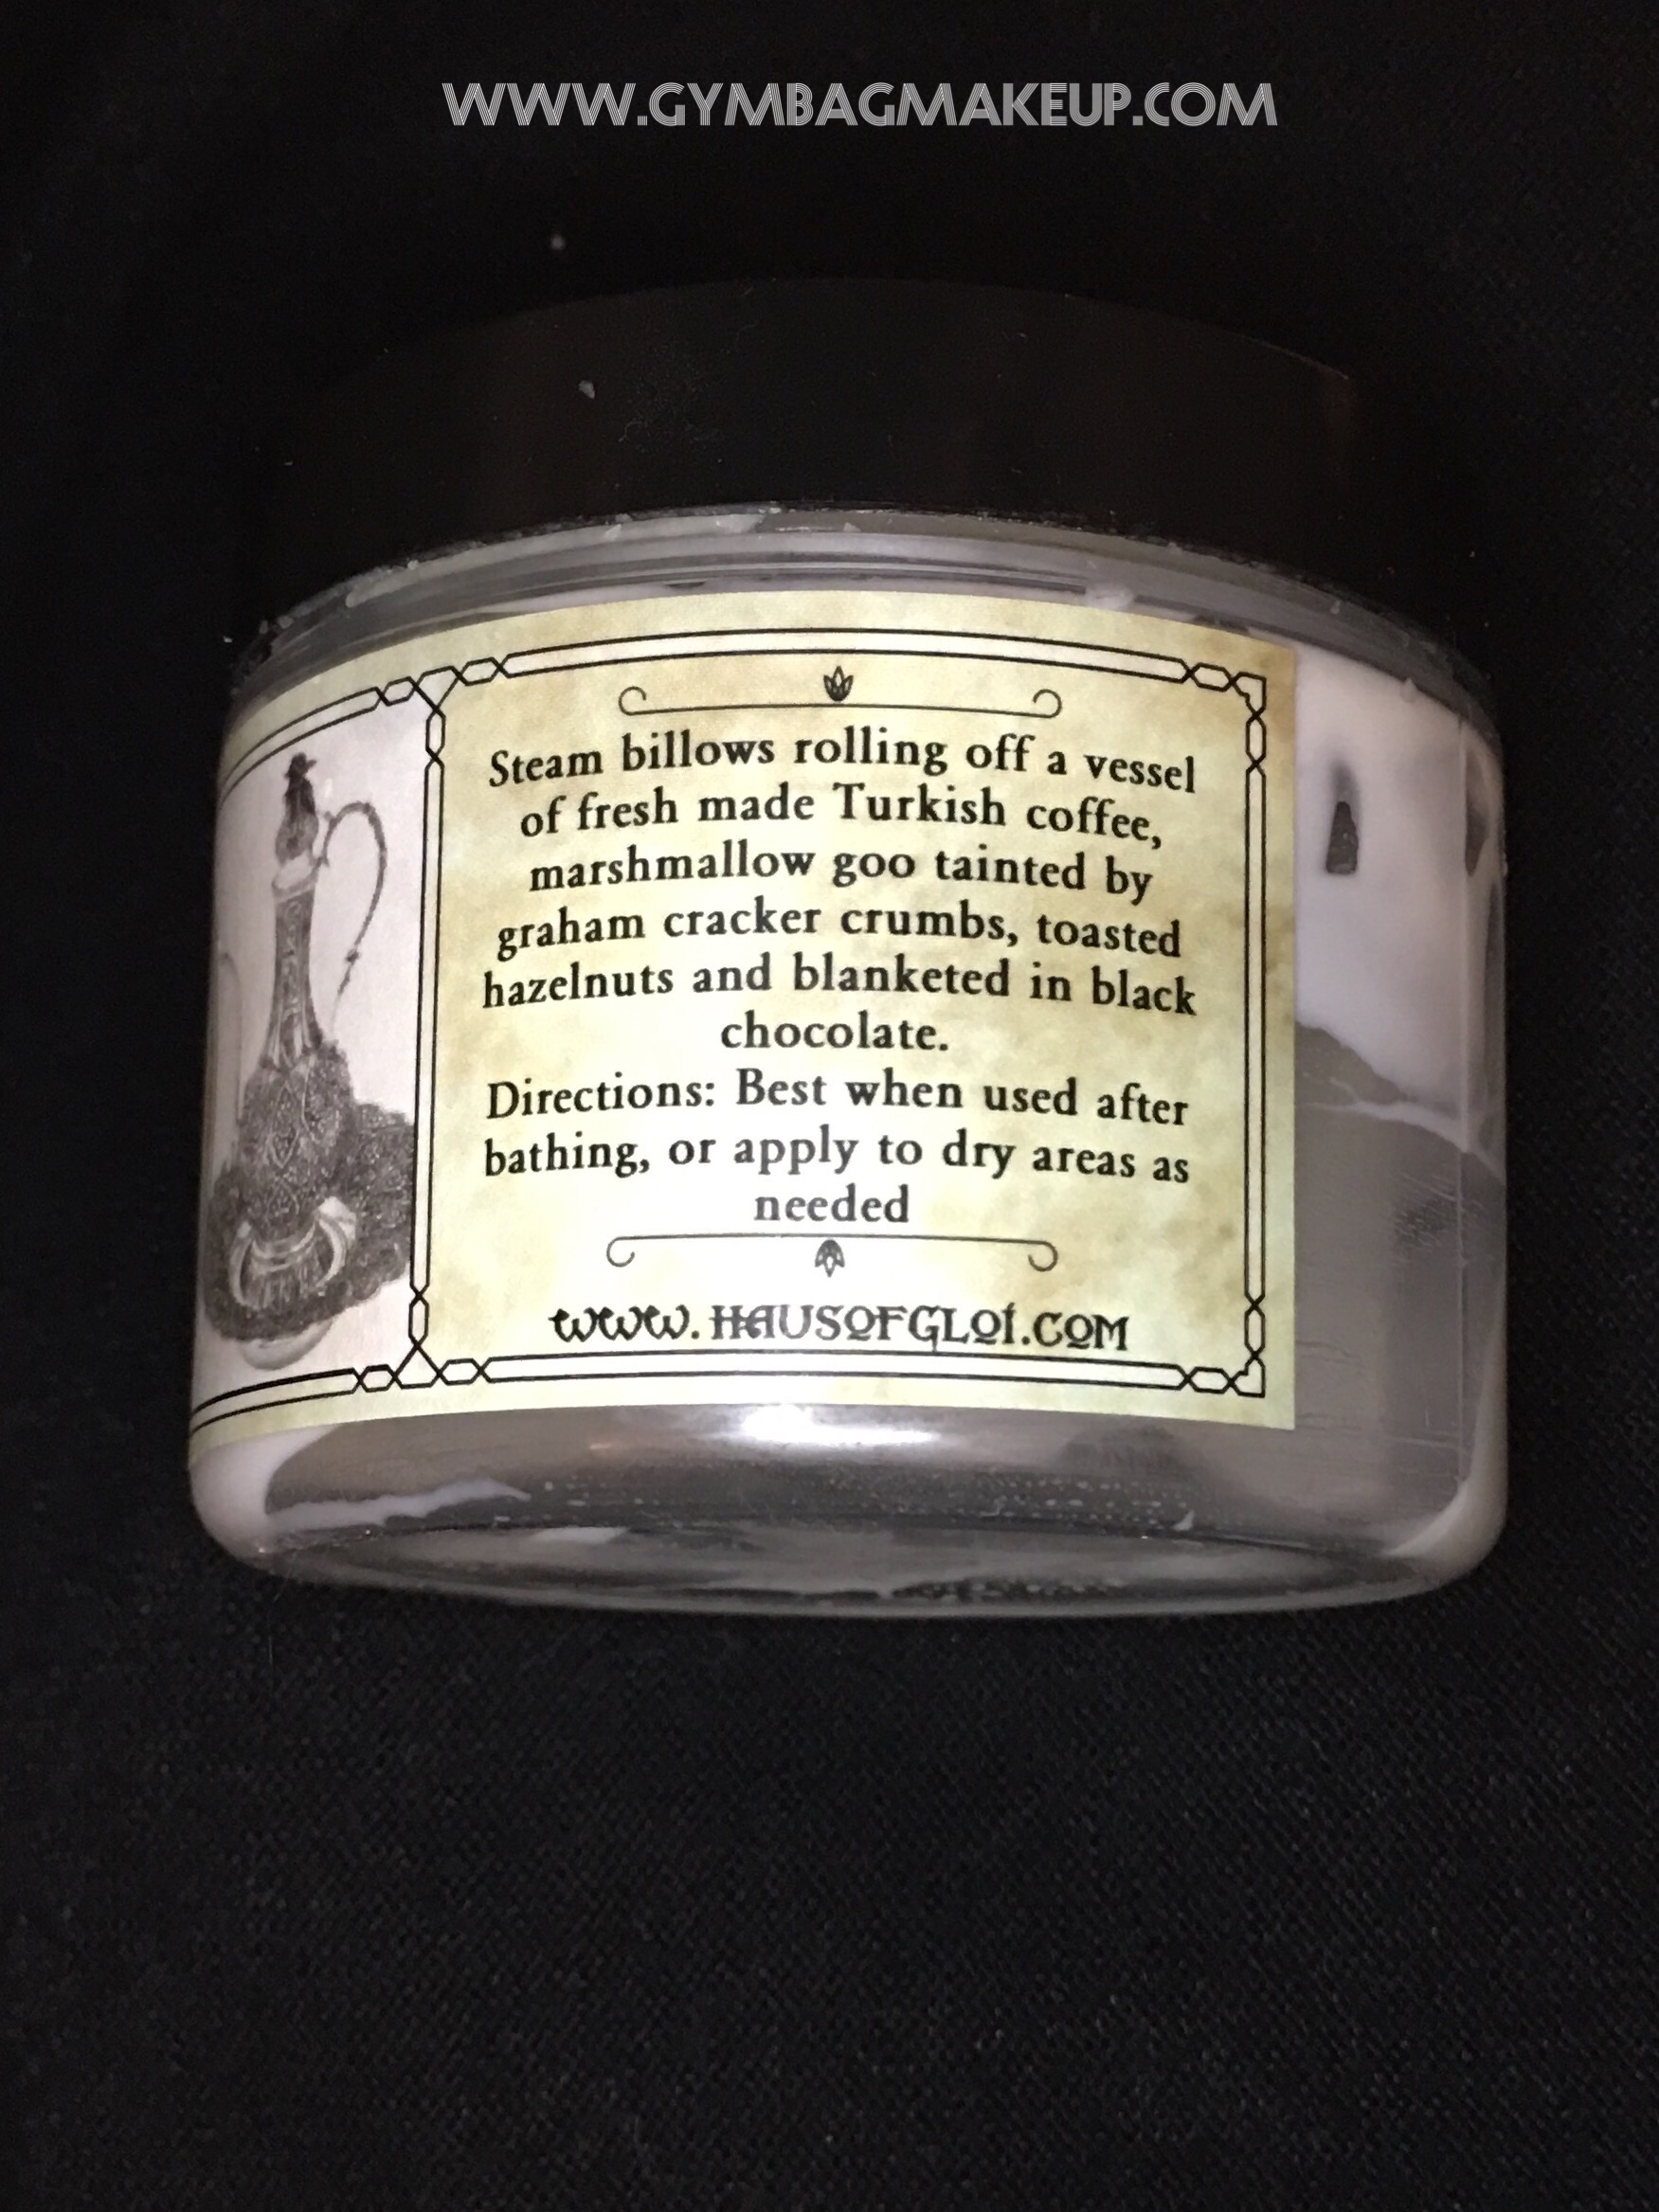 WWW.GYMBAGMAKEUP.COM
Steam billows rolling off a vessel
of fresh made Turkish coffee,
marshmallow goo tainted by
graham cracker crumbs, toasted
hazelnuts and blanketed in black
chocolate.
Directions: Best when used after
bathing, or apply to dry areas as
needed
WWW.HAUSOFGLOI.COM